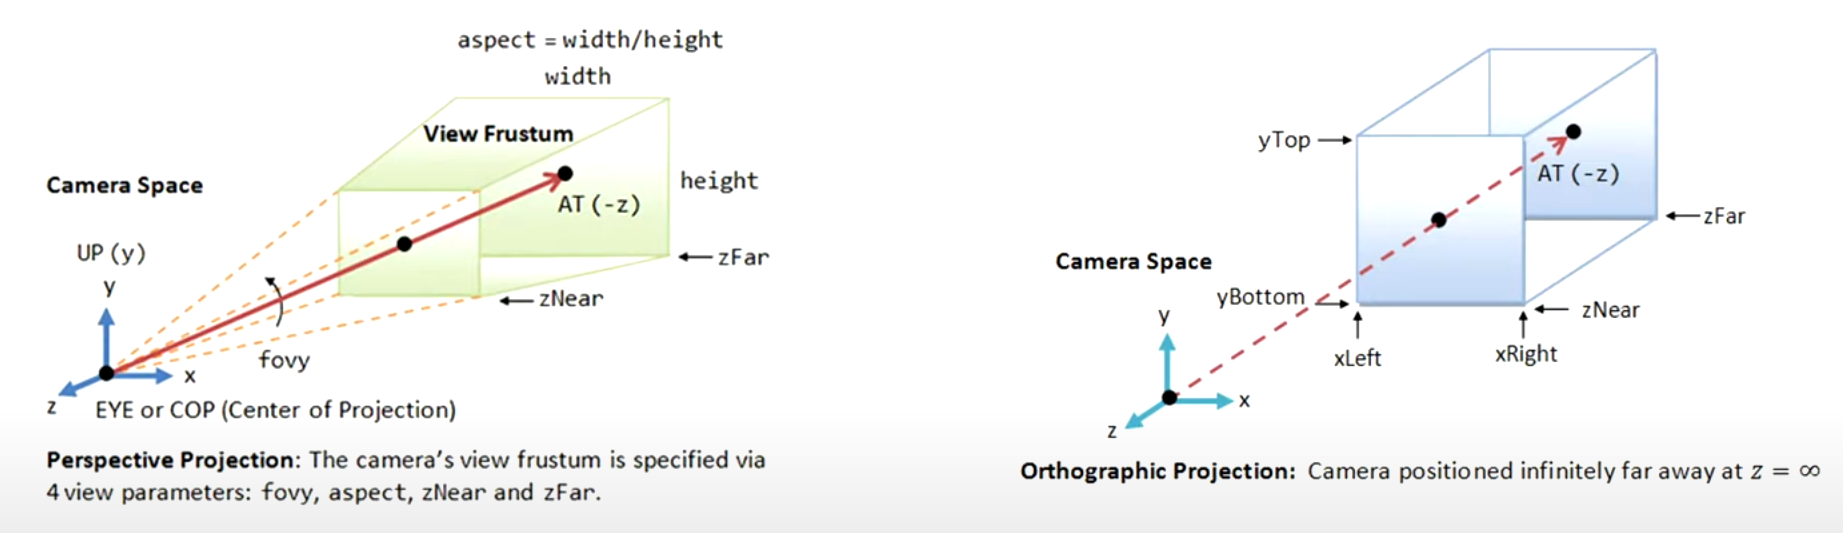 aspect = width/height
width
View Frustum
Camera Space
height
AT (-z)
UP (y)
y
zFar
zNear
fovy
x
z
EYE or COP (Center of Projection)
Perspective Projection: The camera's view frustum is specified via
4 view parameters: fovy, aspect, zNear and zFar.
yTop
AT (-z)
zFar
Camera Space
yBottom
zNear
y
xLeft
xRight
x
z
Orthographic Projection: Camera positioned infinitely far away at z = ∞